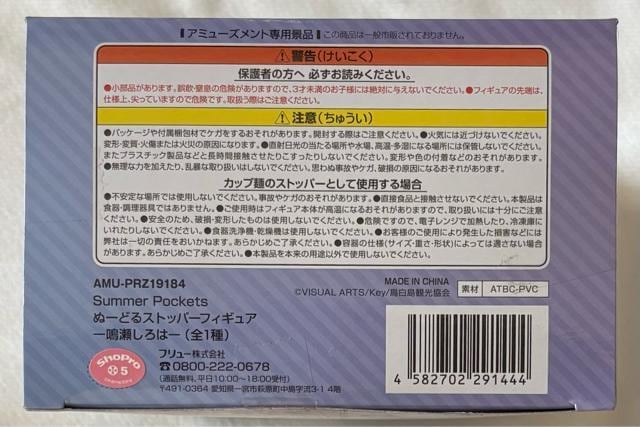 アミューズメント専用景品 この商品は一般市販されておりません。
⚠警告(けいこく)
保護者の方へ 必ずお読みください。
●小部品があります。誤飲・窒息の危険がありますので、3才未満のお子様には絶対に与えないでください。●フィギュアの先端は、
仕様上、尖っていますので危険です。取扱う際はご注意ください。
⚠注意(ちゅうい)
●パッケージや付属梱包材でケガをするおそれがあります。開封する際はご注意ください。●火気には近づけないでください。
変形・変質・火傷または火災の原因になります。●直射日光の当たる場所や水場、高温・多湿になる場所には保管しないでください。
またプラスチック製品などと長時間接触させたりこすったりしないでください。変形や色の付着などのおそれがあります。
●無理な力を加えたり、乱暴な取り扱いはしないでください。思わぬ事故やケガ、破損の原因になるおそれがあります。
カップ麺のストッパーとして使用する場合
●不安定な場所では使用しないでください。事故やケガのおそれがあります。●直接食品と接触しないでください。本製品は
食器・調理器具ではありません。●ご使用時はフィギュア本体が高温になるおそれがありますので、取り扱いには十分にご注意
ください。●安全のため、破損・変形したものは使用しないでください。●危険ですので、電子レンジで加熱したり、冷凍庫に
いれたりしないでください。●食器洗浄機・乾燥機は使用しないでください。●お客様のご使用により発生した損害などには
弊社は一切の責任をおいかねます。あらかじめご了承ください。●容器の仕様(サイズ・重さ・形状)によっては適さない場合
があります。あらかじめご了承ください。●本製品を本来の用途以外で使用しないでください。
AMU-PRZ19184
Summer Pockets
ぬーどるストッパーフィギュア
ー鳴瀬しろはー(全1種)
MADE IN CHINA
©VISUAL ARTS/Key/鳥白島観光協会
素材 ATBC-PVC
ShoPro
5
フリュー株式会社
☎0800-222-0678
(通話無料、平日10:00〜18:00受付)
〒491-0364 愛知県一宮市萩原町中島字流3-1 4階
4 582702 291444